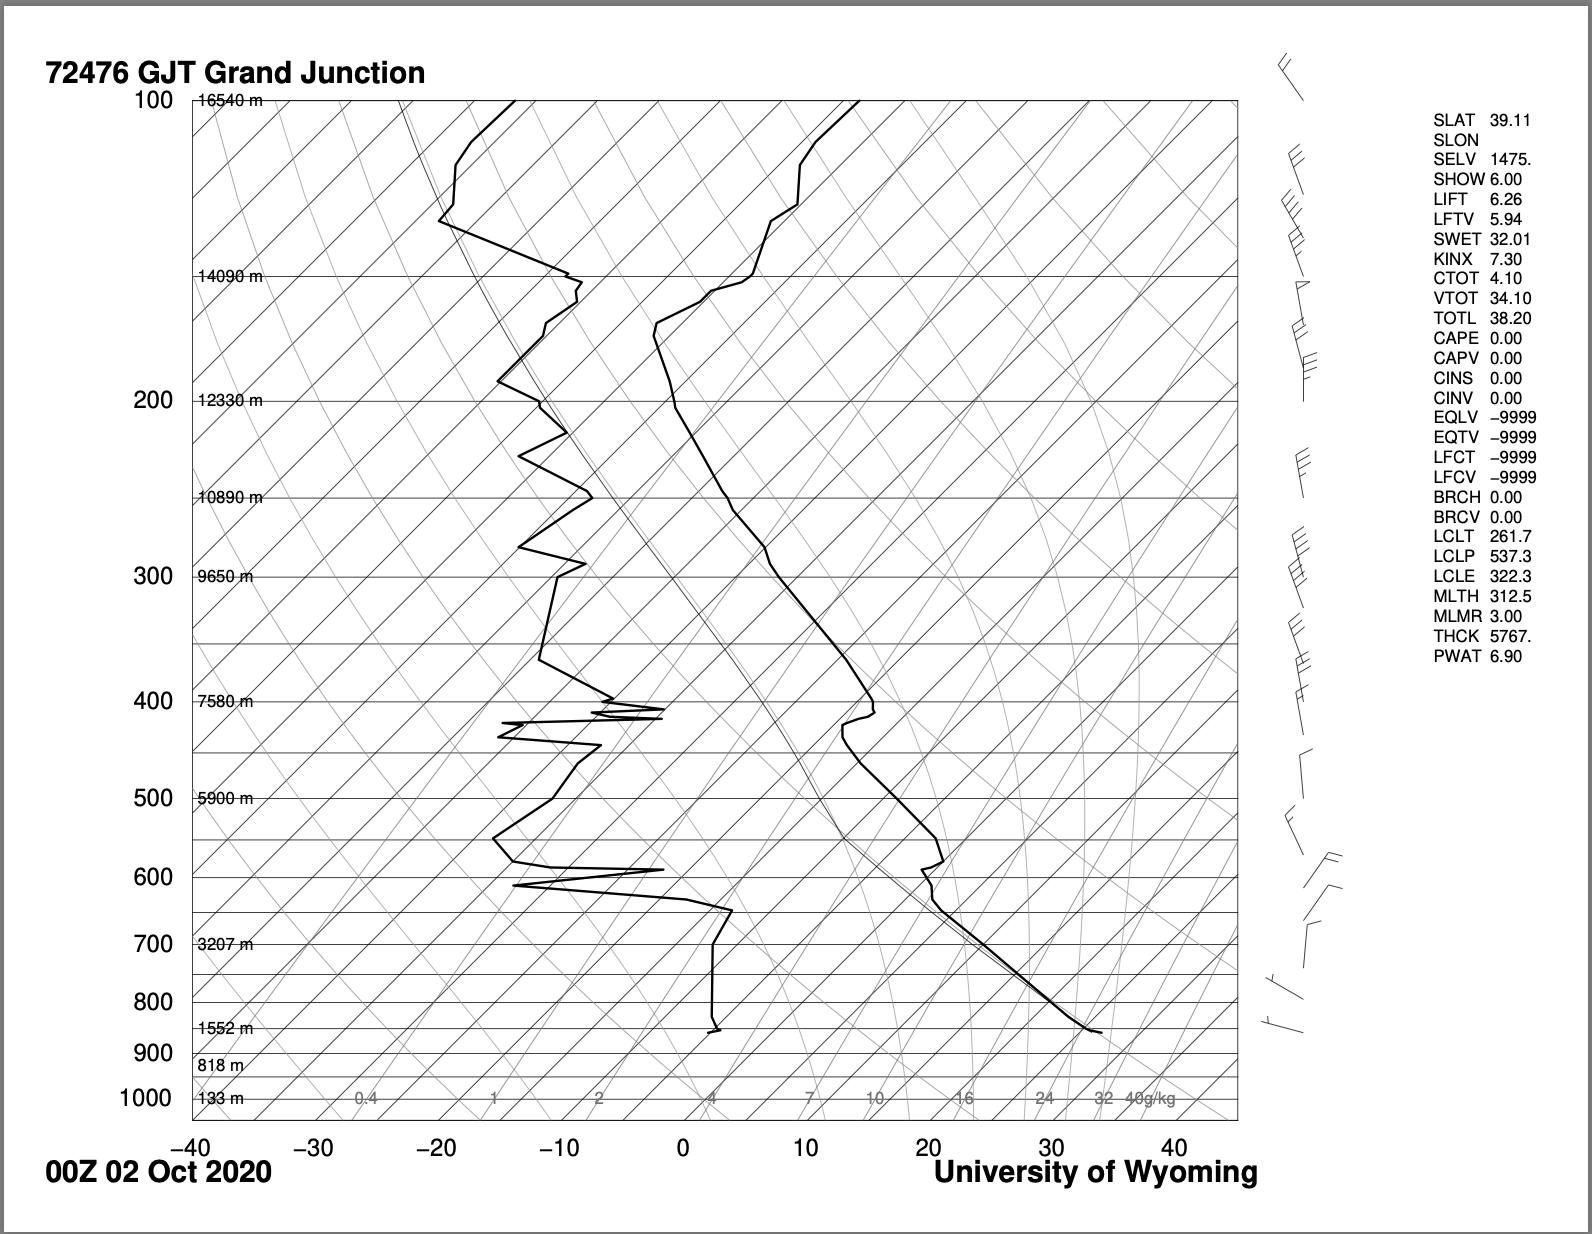 72476 GJT Grand Junction
100 16540 m
14090 m
200 12330 m
10890 m
300 9650 m
400 7580 m
500 5900 m
600
700 3207 m
800
1552 m
900
818 m
1000 133 m 0.4 1 2 4 7 10 16 24 32 40g/kg
−40 −30 −20 −10 0 10 20 30 40
00Z 02 Oct 2020 University of Wyoming
SLAT 39.11
SLON
SELV 1475.
SHOW 6.00
LIFT 6.26
LFTV 5.94
SWET 32.01
KINX 7.30
CTOT 4.10
VTOT 34.10
TOTL 38.20
CAPE 0.00
CAPV 0.00
CINS 0.00
CINV 0.00
EQLV −9999
EQTV −9999
LFCT −9999
LFCV −9999
BRCH 0.00
BRCV 0.00
LCLT 261.7
LCLP 537.3
LCLE 322.3
MLTH 312.5
MLMR 3.00
THCK 5767.
PWAT 6.90